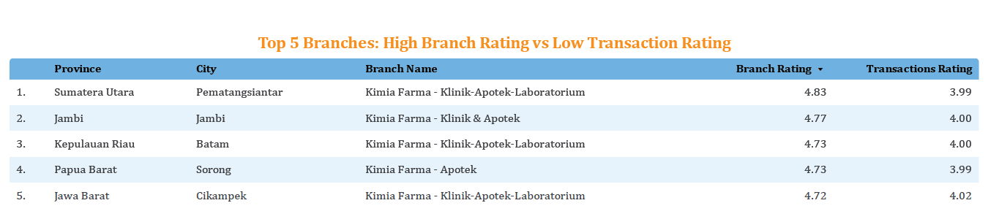 Top 5 Branches: High Branch Rating vs Low Transaction Rating
Province City Branch Name Branch Rating Transactions Rating
1. Sumatera Utara Pematangsiantar Kimia Farma - Klinik-Apotek-Laboratorium 4.83 3.99
2. Jambi Jambi Kimia Farma - Klinik & Apotek 4.77 4.00
3. Kepulauan Riau Batam Kimia Farma - Klinik-Apotek-Laboratorium 4.73 4.00
4. Papua Barat Sorong Kimia Farma - Apotek 4.73 3.99
5. Jawa Barat Cikampek Kimia Farma - Klinik-Apotek-Laboratorium 4.72 4.02